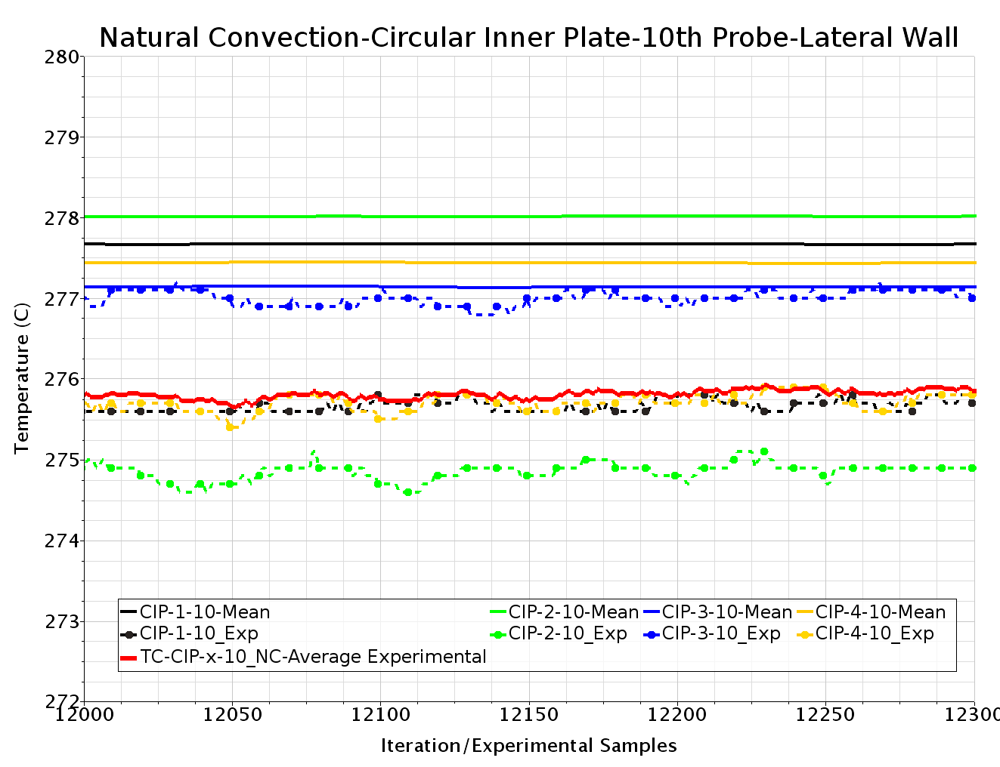 Natural Convection-Circular Inner Plate-10th Probe-Lateral Wall
280
279
278
277
276
275
274
273
272
Temperature (C)
CIP-1-10-Mean CIP-2-10-Mean CIP-3-10-Mean CIP-4-10-Mean
CIP-1-10_Exp CIP-2-10_Exp CIP-3-10_Exp CIP-4-10_Exp
TC-CIP-x-10_NC-Average Experimental
12000 12050 12100 12150 12200 12250 12300
Iteration/Experimental Samples